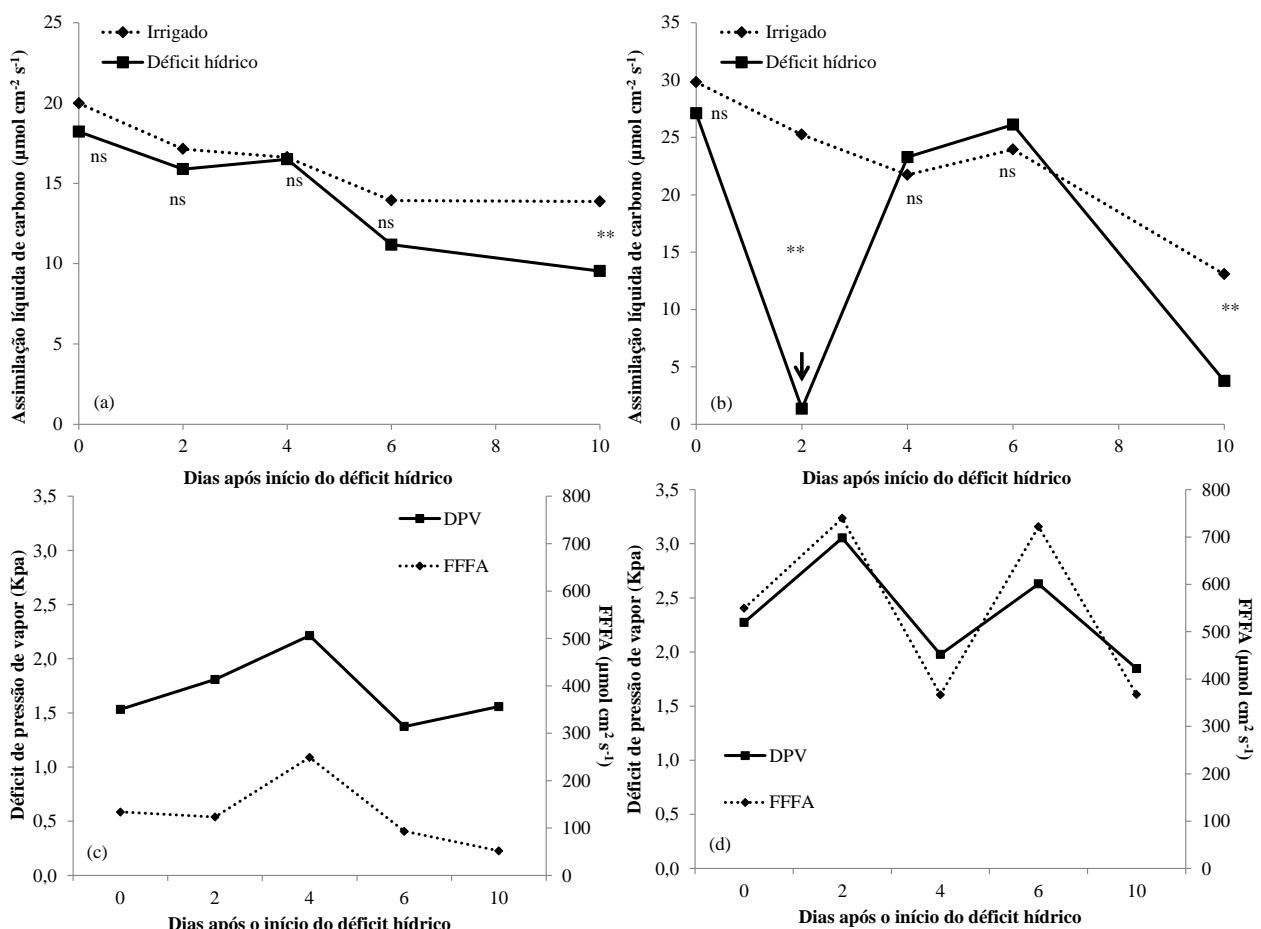 Assimilação líquida de carbono (µmol cm⁻² s⁻¹)
25
20
15
10
5
0
Irrigado
Déficit hídrico
ns
ns
ns
ns
**
(a)
0 2 4 6 8 10
Dias após início do déficit hídrico
Assimilação líquida de carbono (µmol cm⁻² s⁻¹)
35
30
25
20
15
10
5
0
Irrigado
Déficit hídrico
ns
**
ns
ns
**
(b)
0 2 4 6 8 10
Dias após início do déficit hídrico
Déficit de pressão de vapor (Kpa)
3,5
3,0
2,5
2,0
1,5
1,0
0,5
0,0
DPV
FFFA
(c)
0 2 4 6 10
Dias após o início do déficit hídrico
800
700
600
500
400
300
200
100
0
FFFA (µmol cm² s⁻¹)
Déficit de pressão de vapor (Kpa)
3,5
3,0
2,5
2,0
1,5
1,0
0,5
0,0
DPV
FFFA
(d)
0 2 4 6 10
Dias após o início do déficit hídrico
800
700
600
500
400
300
200
100
0
FFFA (µmol cm² s⁻¹)